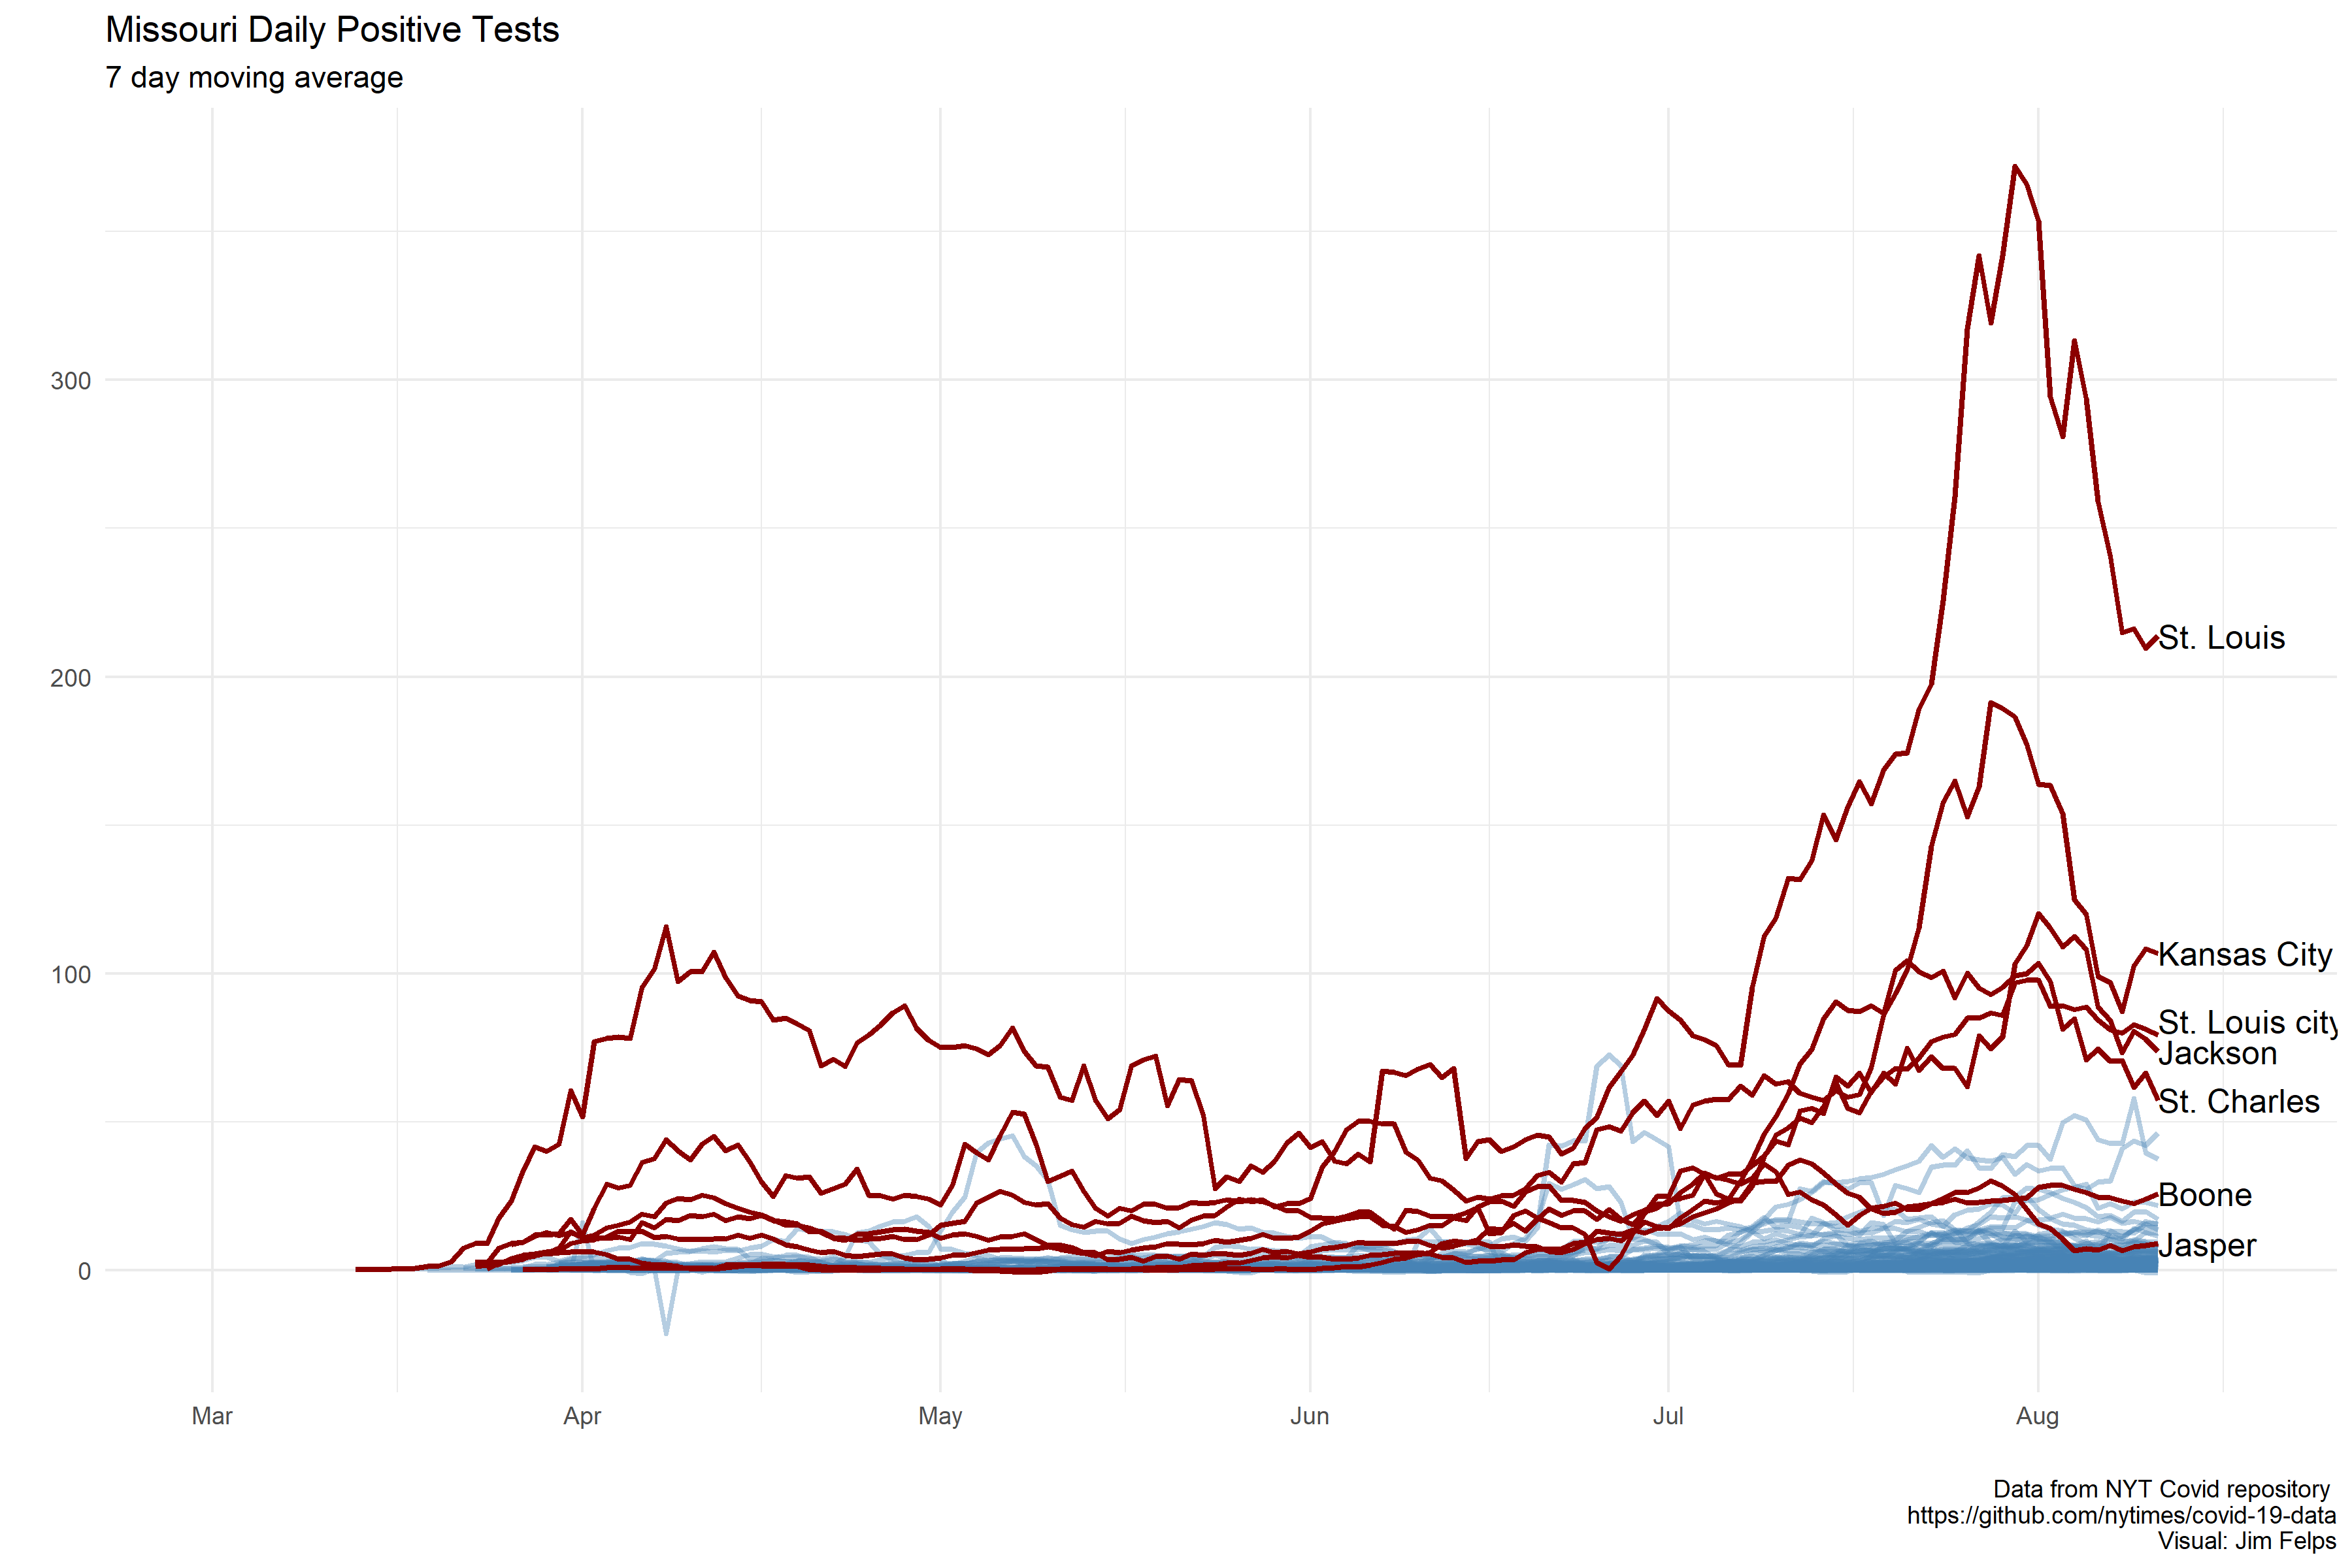 Missouri Daily Positive Tests
7 day moving average
300
200
100
0
St. Louis
Kansas City
St. Louis city
Jackson
St. Charles
Boone
Jasper
Mar Apr May Jun Jul Aug
Data from NYT Covid repository
https://github.com/nytimes/covid-19-data
Visual: Jim Felps